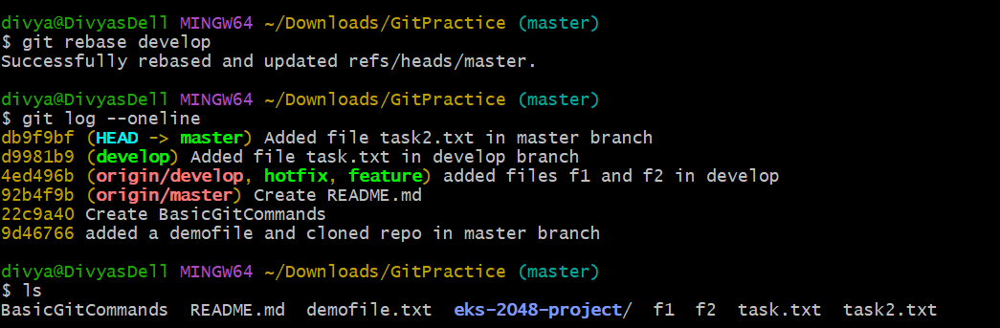 divya@DivyasDell MINGW64 ~/Downloads/GitPractice (master)
$ git rebase develop
Successfully rebased and updated refs/heads/master.
divya@DivyasDell MINGW64 ~/Downloads/GitPractice (master)
$ git log --oneline
db9f9bf (HEAD -> master) Added file task2.txt in master branch
d9981b9 (develop) Added file task.txt in develop branch
4ed496b (origin/develop, hotfix, feature) added files f1 and f2 in develop
92b4f9b (origin/master) Create README.md
22c9a40 Create BasicGitCommands
9d46766 added a demofile and cloned repo in master branch
divya@DivyasDell MINGW64 ~/Downloads/GitPractice (master)
$ ls
BasicGitCommands  README.md  demofile.txt  eks-2048-project/  f1  f2  task.txt  task2.txt